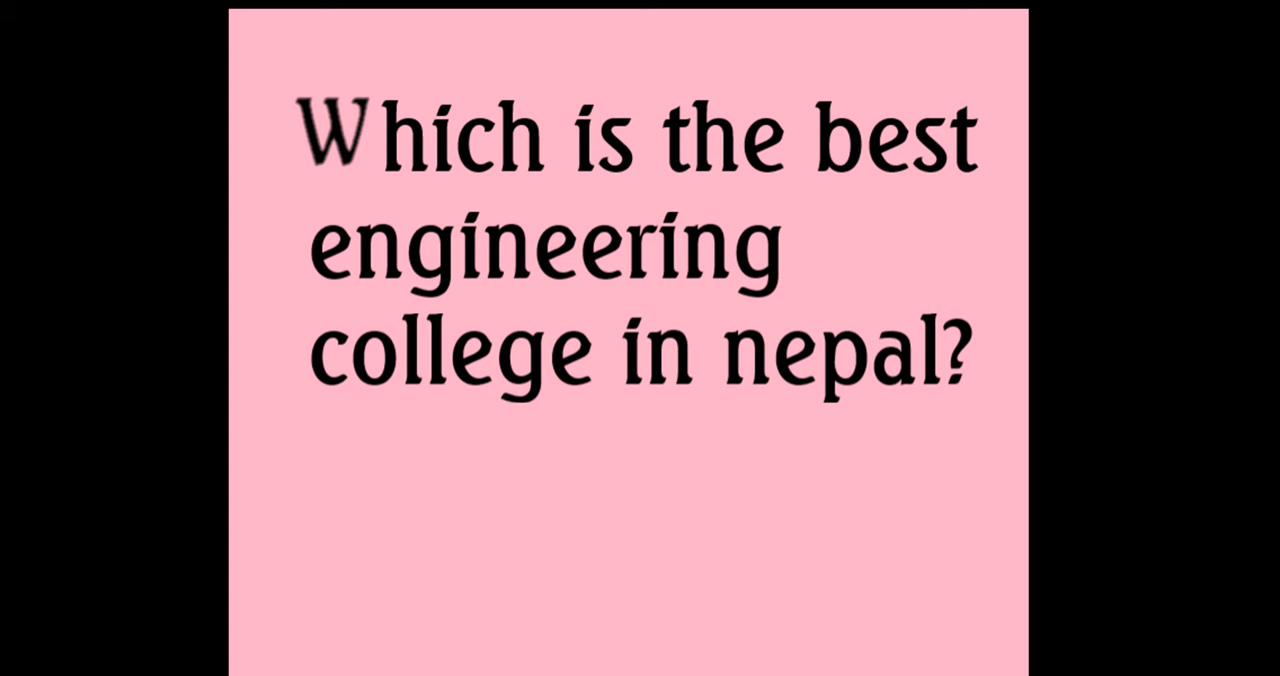 Which is the best
engineering
college in nepal?